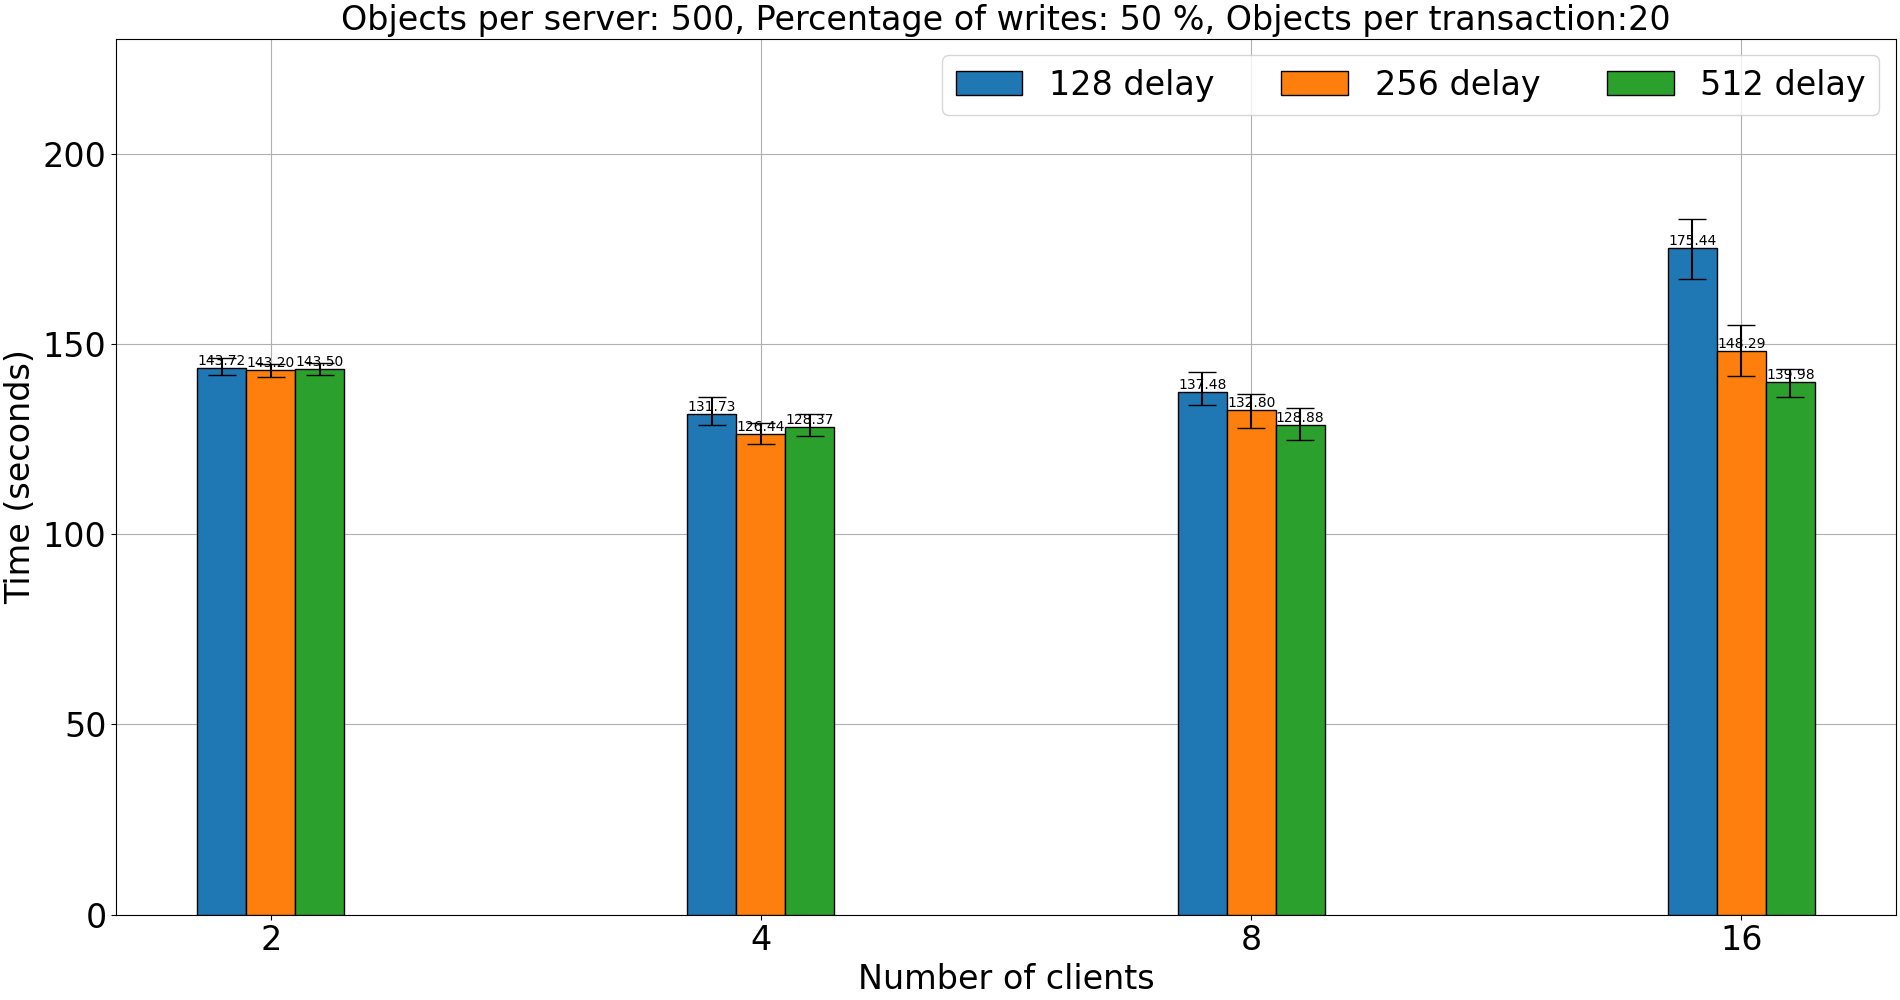 Objects per server: 500, Percentage of writes: 50 %, Objects per transaction:20
128 delay 256 delay 512 delay
200
150
100
50
0
Time (seconds)
143.72 143.20 143.50
131.73 126.44 128.37
137.48 132.80 128.88
175.44 148.29 139.98
2 4 8 16
Number of clients